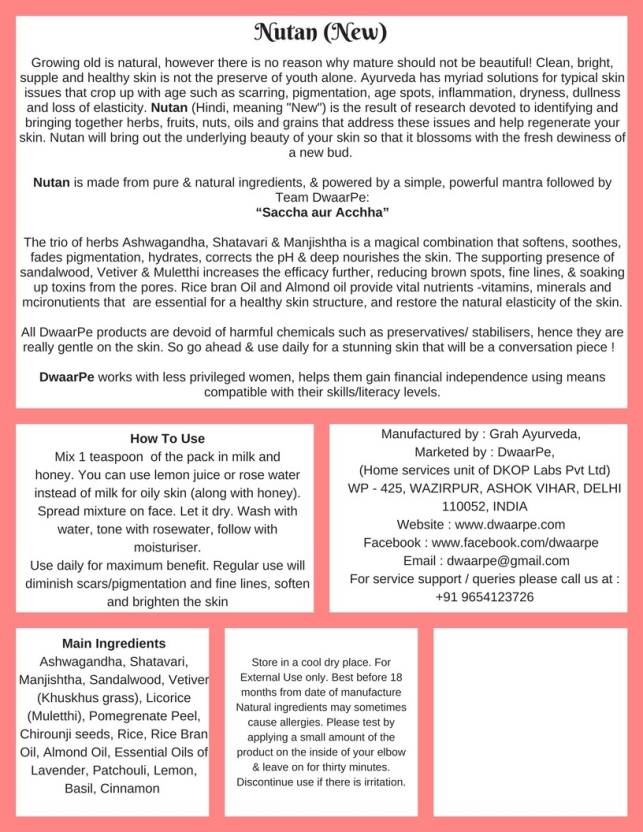 Nutan (New)
Growing old is natural, however there is no reason why mature should not be beautiful! Clean, bright,
supple and healthy skin is not the preserve of youth alone. Ayurveda has myriad solutions for typical skin
issues that crop up with age such as scarring, pigmentation, age spots, inflammation, dryness, dullness
and loss of elasticity. Nutan (Hindi, meaning "New") is the result of research devoted to identifying and
bringing together herbs, fruits, nuts, oils and grains that address these issues and help regenerate your
skin. Nutan will bring out the underlying beauty of your skin so that it blossoms with the fresh dewiness of
a new bud.
Nutan is made from pure & natural ingredients, & powered by a simple, powerful mantra followed by
Team DwaarPe:
“Saccha aur Acchha”
The trio of herbs Ashwagandha, Shatavari & Manjishtha is a magical combination that softens, soothes,
fades pigmentation, hydrates, corrects the pH & deep nourishes the skin. The supporting presence of
sandalwood, Vetiver & Muletthi increases the efficacy further, reducing brown spots, fine lines, & soaking
up toxins from the pores. Rice bran Oil and Almond oil provide vital nutrients -vitamins, minerals and
mcironutients that are essential for a healthy skin structure, and restore the natural elasticity of the skin.
All DwaarPe products are devoid of harmful chemicals such as preservatives/ stabilisers, hence they are
really gentle on the skin. So go ahead & use daily for a stunning skin that will be a conversation piece !
DwaarPe works with less privileged women, helps them gain financial independence using means
compatible with their skills/literacy levels.
How To Use
Mix 1 teaspoon of the pack in milk and
honey. You can use lemon juice or rose water
instead of milk for oily skin (along with honey).
Spread mixture on face. Let it dry. Wash with
water, tone with rosewater, follow with
moisturiser.
Use daily for maximum benefit. Regular use will
diminish scars/pigmentation and fine lines, soften
and brighten the skin
Manufactured by : Grah Ayurveda,
Marketed by : DwaarPe,
(Home services unit of DKOP Labs Pvt Ltd)
WP - 425, WAZIRPUR, ASHOK VIHAR, DELHI
110052, INDIA
Website : www.dwaarpe.com
Facebook : www.facebook.com/dwaarpe
Email : dwaarpe@gmail.com
For service support / queries please call us at :
+91 9654123726
Main Ingredients
Ashwagandha, Shatavari,
Manjishtha, Sandalwood, Vetiver
(Khuskhus grass), Licorice
(Muletthi), Pomegrenate Peel,
Chirounji seeds, Rice, Rice Bran
Oil, Almond Oil, Essential Oils of
Lavender, Patchouli, Lemon,
Basil, Cinnamon
Store in a cool dry place. For
External Use only. Best before 18
months from date of manufacture
Natural ingredients may sometimes
cause allergies. Please test by
applying a small amount of the
product on the inside of your elbow
& leave on for thirty minutes.
Discontinue use if there is irritation.